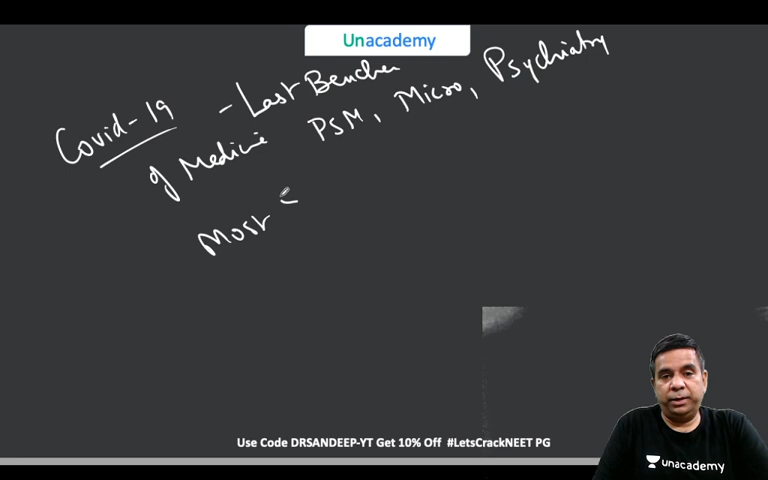 Unacademy
Covid-19 - Last Bencher
of Medicine PSM, Micro, Psychiatry
Most
Use Code DRSANDEEP-YT Get 10% Off #LetsCrackNEET PG
unacademy